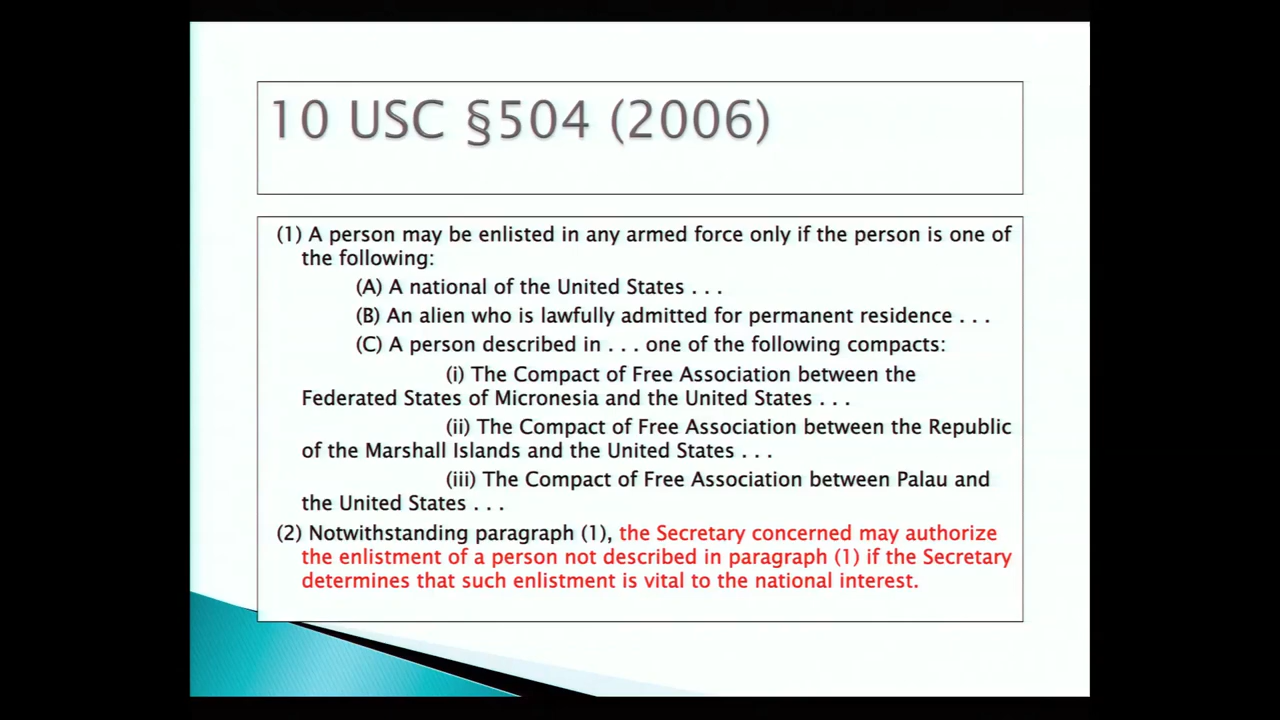 10 USC §504 (2006)
(1) A person may be enlisted in any armed force only if the person is one of
the following:
(A) A national of the United States . . .
(B) An alien who is lawfully admitted for permanent residence . . .
(C) A person described in . . . one of the following compacts:
(i) The Compact of Free Association between the
Federated States of Micronesia and the United States . . .
(ii) The Compact of Free Association between the Republic
of the Marshall Islands and the United States . . .
(iii) The Compact of Free Association between Palau and
the United States . . .
(2) Notwithstanding paragraph (1), the Secretary concerned may authorize
the enlistment of a person not described in paragraph (1) if the Secretary
determines that such enlistment is vital to the national interest.